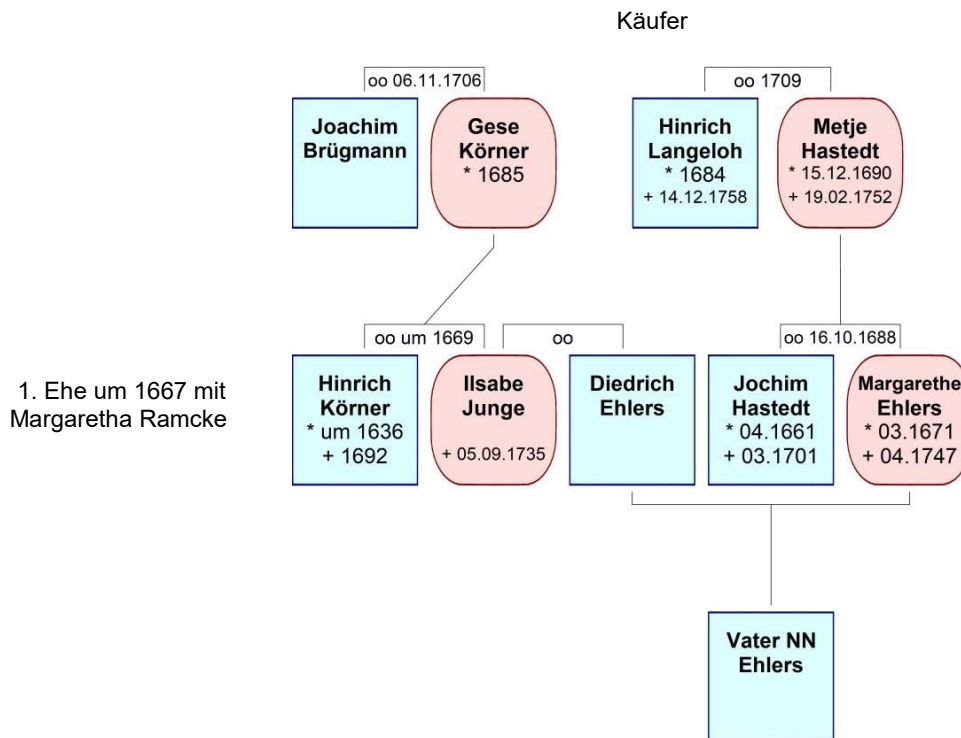 Käufer
oo 06.11.1706
oo 1709
Joachim
Brügmann
Gese
Körner
* 1685
Hinrich
Langeloh
* 1684
+ 14.12.1758
Metje
Hastedt
* 15.12.1690
+ 19.02.1752
oo um 1669
oo
oo 16.10.1688
1. Ehe um 1667 mit
Margaretha Ramcke
Hinrich
Körner
* um 1636
+ 1692
Ilsabe
Junge
+ 05.09.1735
Diedrich
Ehlers
Jochim
Hastedt
* 04.1661
+ 03.1701
Margarethe
Ehlers
* 03.1671
+ 04.1747
Vater NN
Ehlers